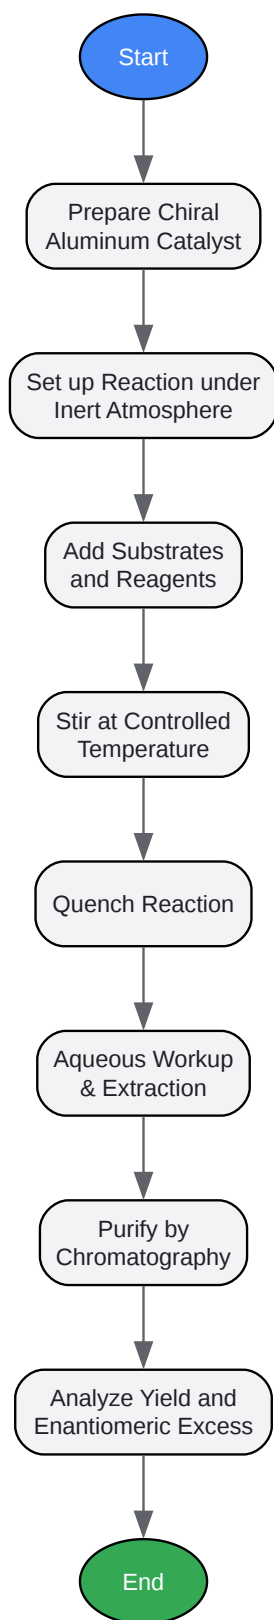 Start
Prepare Chiral
Aluminum Catalyst
Set up Reaction under
Inert Atmosphere
Add Substrates
and Reagents
Stir at Controlled
Temperature
Quench Reaction
Aqueous Workup
& Extraction
Purify by
Chromatography
Analyze Yield and
Enantiomeric Excess
End